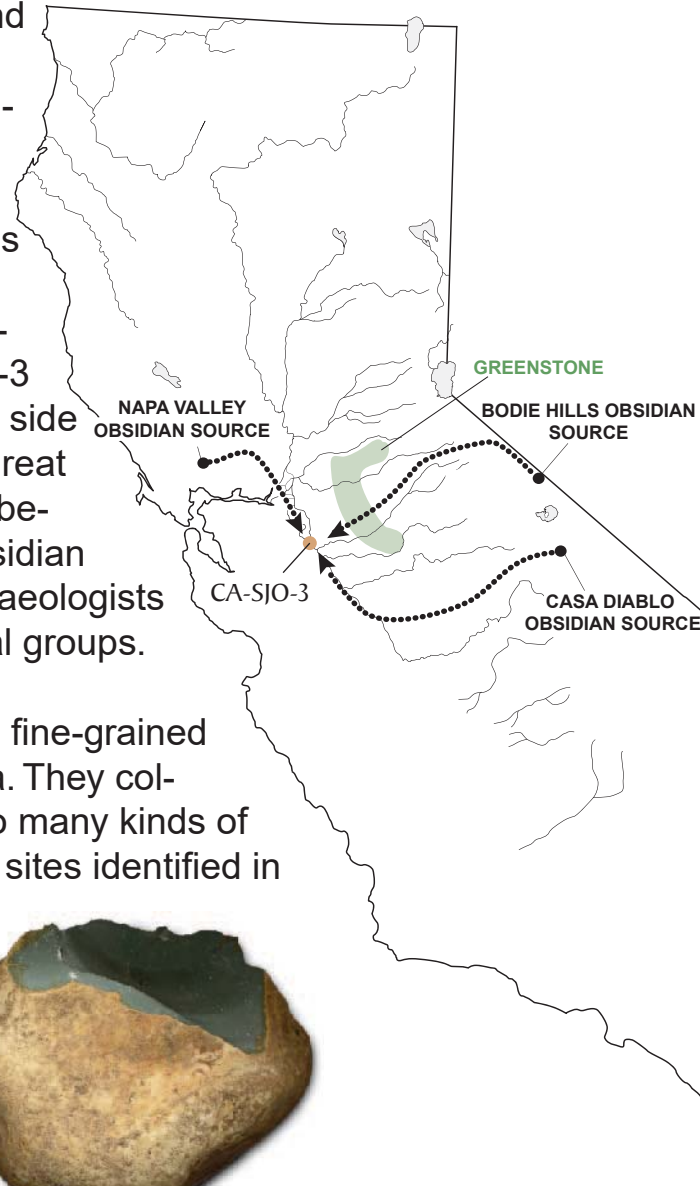 nd
-
s
-
-3
side
reat
be-
sidian
aeologists
al groups.
fine-grained
a. They col-
o many kinds of
sites identified in
GREENSTONE
NAPA VALLEY
OBSIDIAN SOURCE
BODIE HILLS OBSIDIAN
SOURCE
CA-SJO-3
CASA DIABLO
OBSIDIAN SOURCE